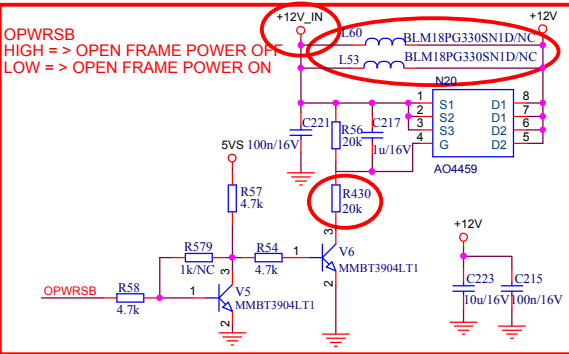 OPWRSB
HIGH = > OPEN FRAME POWER OFF
LOW = > OPEN FRAME POWER ON
+12V_IN
+12V
L60
BLM18PG330SN1D/NC
L53
BLM18PG330SN1D/NC
N20
1 S1 D1 8
2 S2 D1 7
3 S3 D2 6
4 G D2 5
AO4459
C221
100n/16V
R56
20k
C217
1u/16V
5VS
R57
4.7k
R430
20k
R579
1k/NC
R54
4.7k
1
3
2
V6
MMBT3904LT1
OPWRSB
R58
4.7k
1
3
2
V5
MMBT3904LT1
+12V
C223
10u/16V
C215
100n/16V